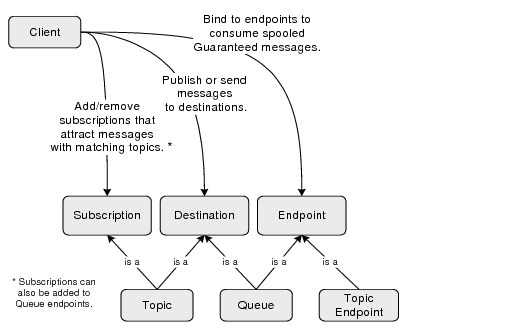 Client
Bind to endpoints to
consume spooled
Guaranteed messages.
Publish or send
messages
to destinations.
Add/remove
subscriptions that
attract messages
with matching topics. *
Subscription
Destination
Endpoint
is a
is a
is a
is a
is a
* Subscriptions can
also be added to
Queue endpoints.
Topic
Queue
Topic
Endpoint